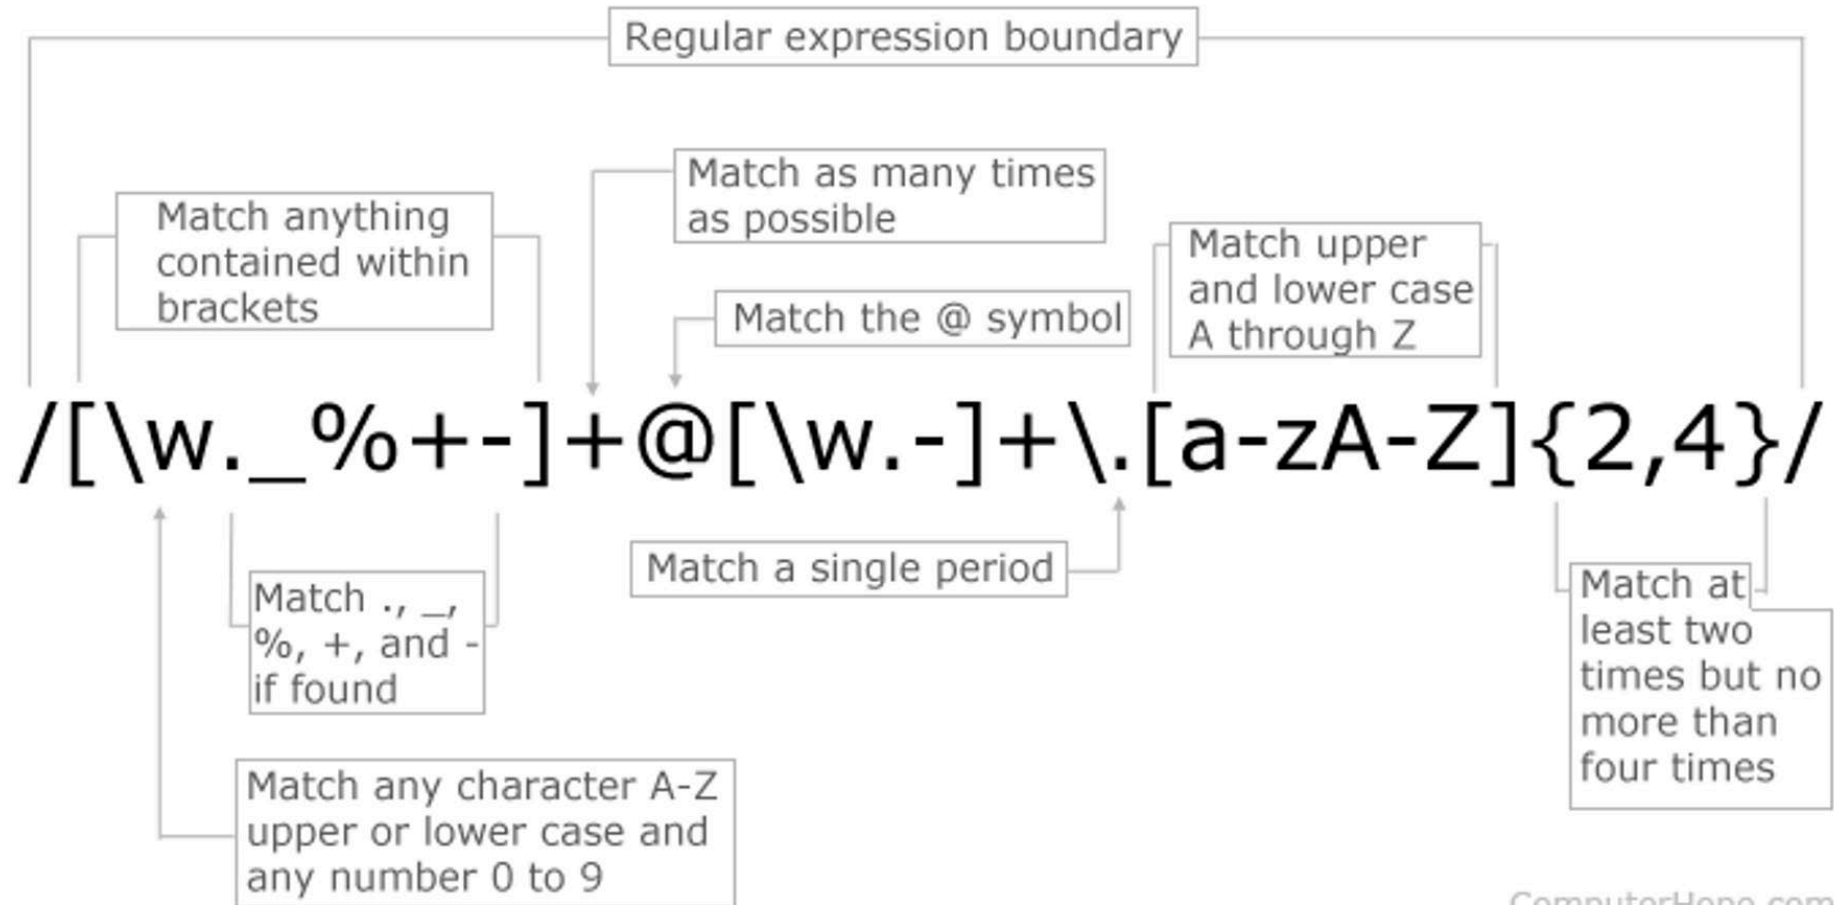 Regular expression boundary
Match as many times
as possible
Match anything
contained within
brackets
Match upper
and lower case
A through Z
Match the @ symbol
/[\w._%+-]+@[\w.-]+\.[a-zA-Z]{2,4}/
Match a single period
Match ., _,
%, +, and -
if found
Match at
least two
times but no
more than
four times
Match any character A-Z
upper or lower case and
any number 0 to 9
ComputerHope.com